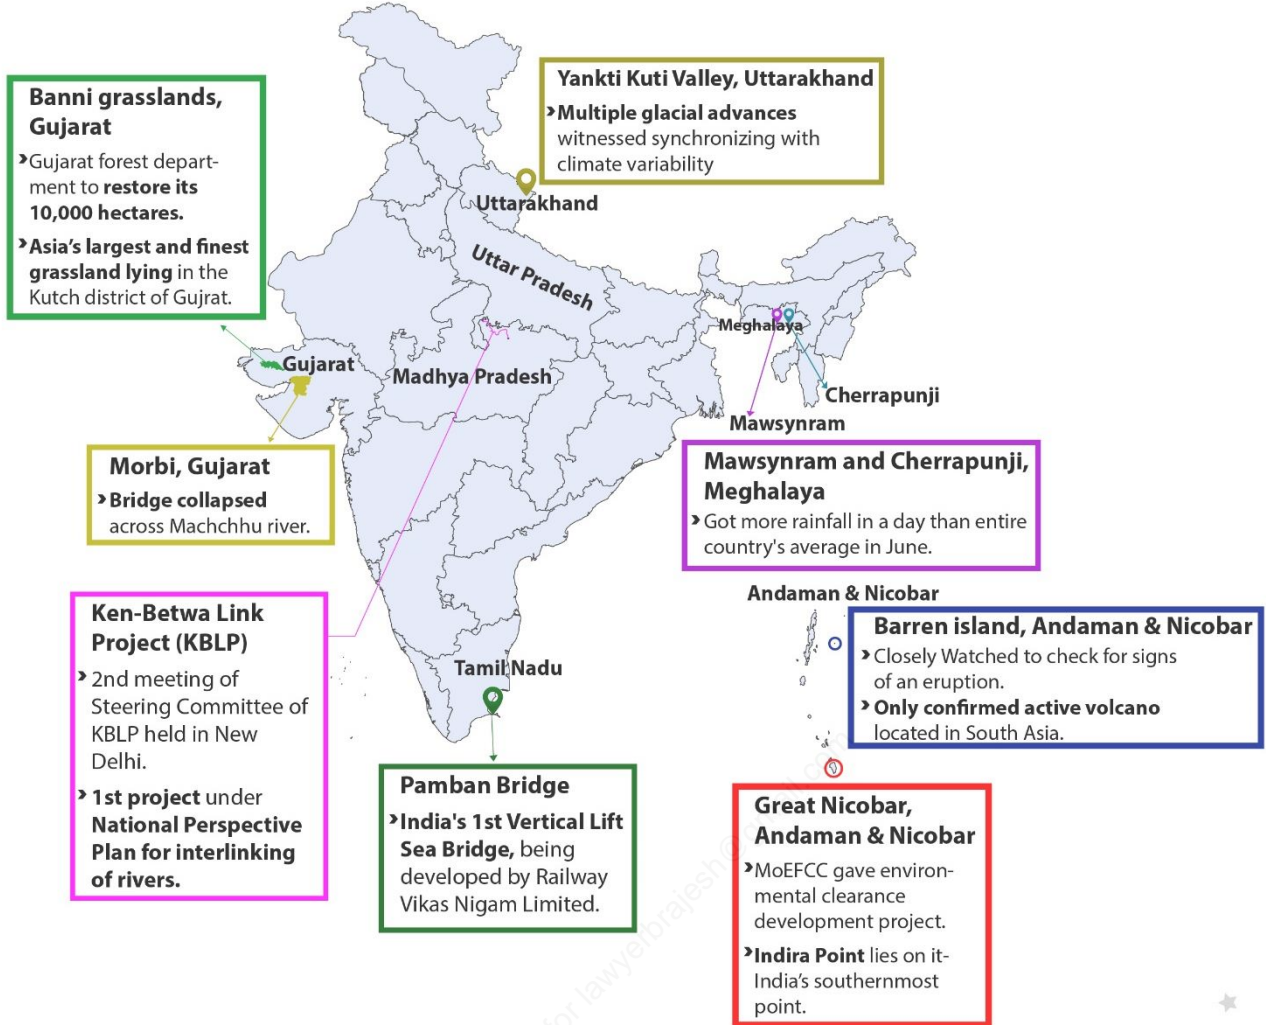 Banni grasslands,
Gujarat
Gujarat forest depart-
ment to restore its
10,000 hectares.
Asia's largest and finest
grassland lying in the
Kutch district of Gujrat.
Yankti Kuti Valley, Uttarakhand
Multiple glacial advances
witnessed synchronizing with
climate variability
Uttarakhand
Uttar Pradesh
Meghalaya
Gujarat
Madhya Pradesh
Cherrapunji
Mawsynram
Morbi, Gujarat
Bridge collapsed
across Machchhu river.
Mawsynram and Cherrapunji,
Meghalaya
Got more rainfall in a day than entire
country's average in June.
Ken-Betwa Link
Project (KBLP)
2nd meeting of
Steering Committee of
KBLP held in New
Delhi.
1st project under
National Perspective
Plan for interlinking
of rivers.
Tamil Nadu
Pamban Bridge
India's 1st Vertical Lift
Sea Bridge, being
developed by Railway
Vikas Nigam Limited.
Andaman & Nicobar
Barren island, Andaman & Nicobar
Closely Watched to check for signs
of an eruption.
Only confirmed active volcano
located in South Asia.
Great Nicobar,
Andaman & Nicobar
MoEFCC gave environ-
mental clearance
development project.
Indira Point lies on it-
India's southernmost
point.
for lawyerbrajesh@gmail.com